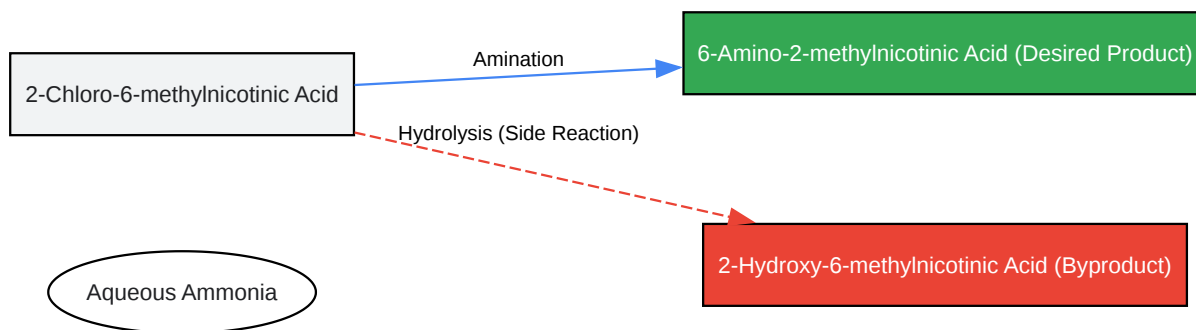 6-Amino-2-methylnicotinic Acid (Desired Product)
Amination
2-Chloro-6-methylnicotinic Acid
Hydrolysis (Side Reaction)
2-Hydroxy-6-methylnicotinic Acid (Byproduct)
Aqueous Ammonia